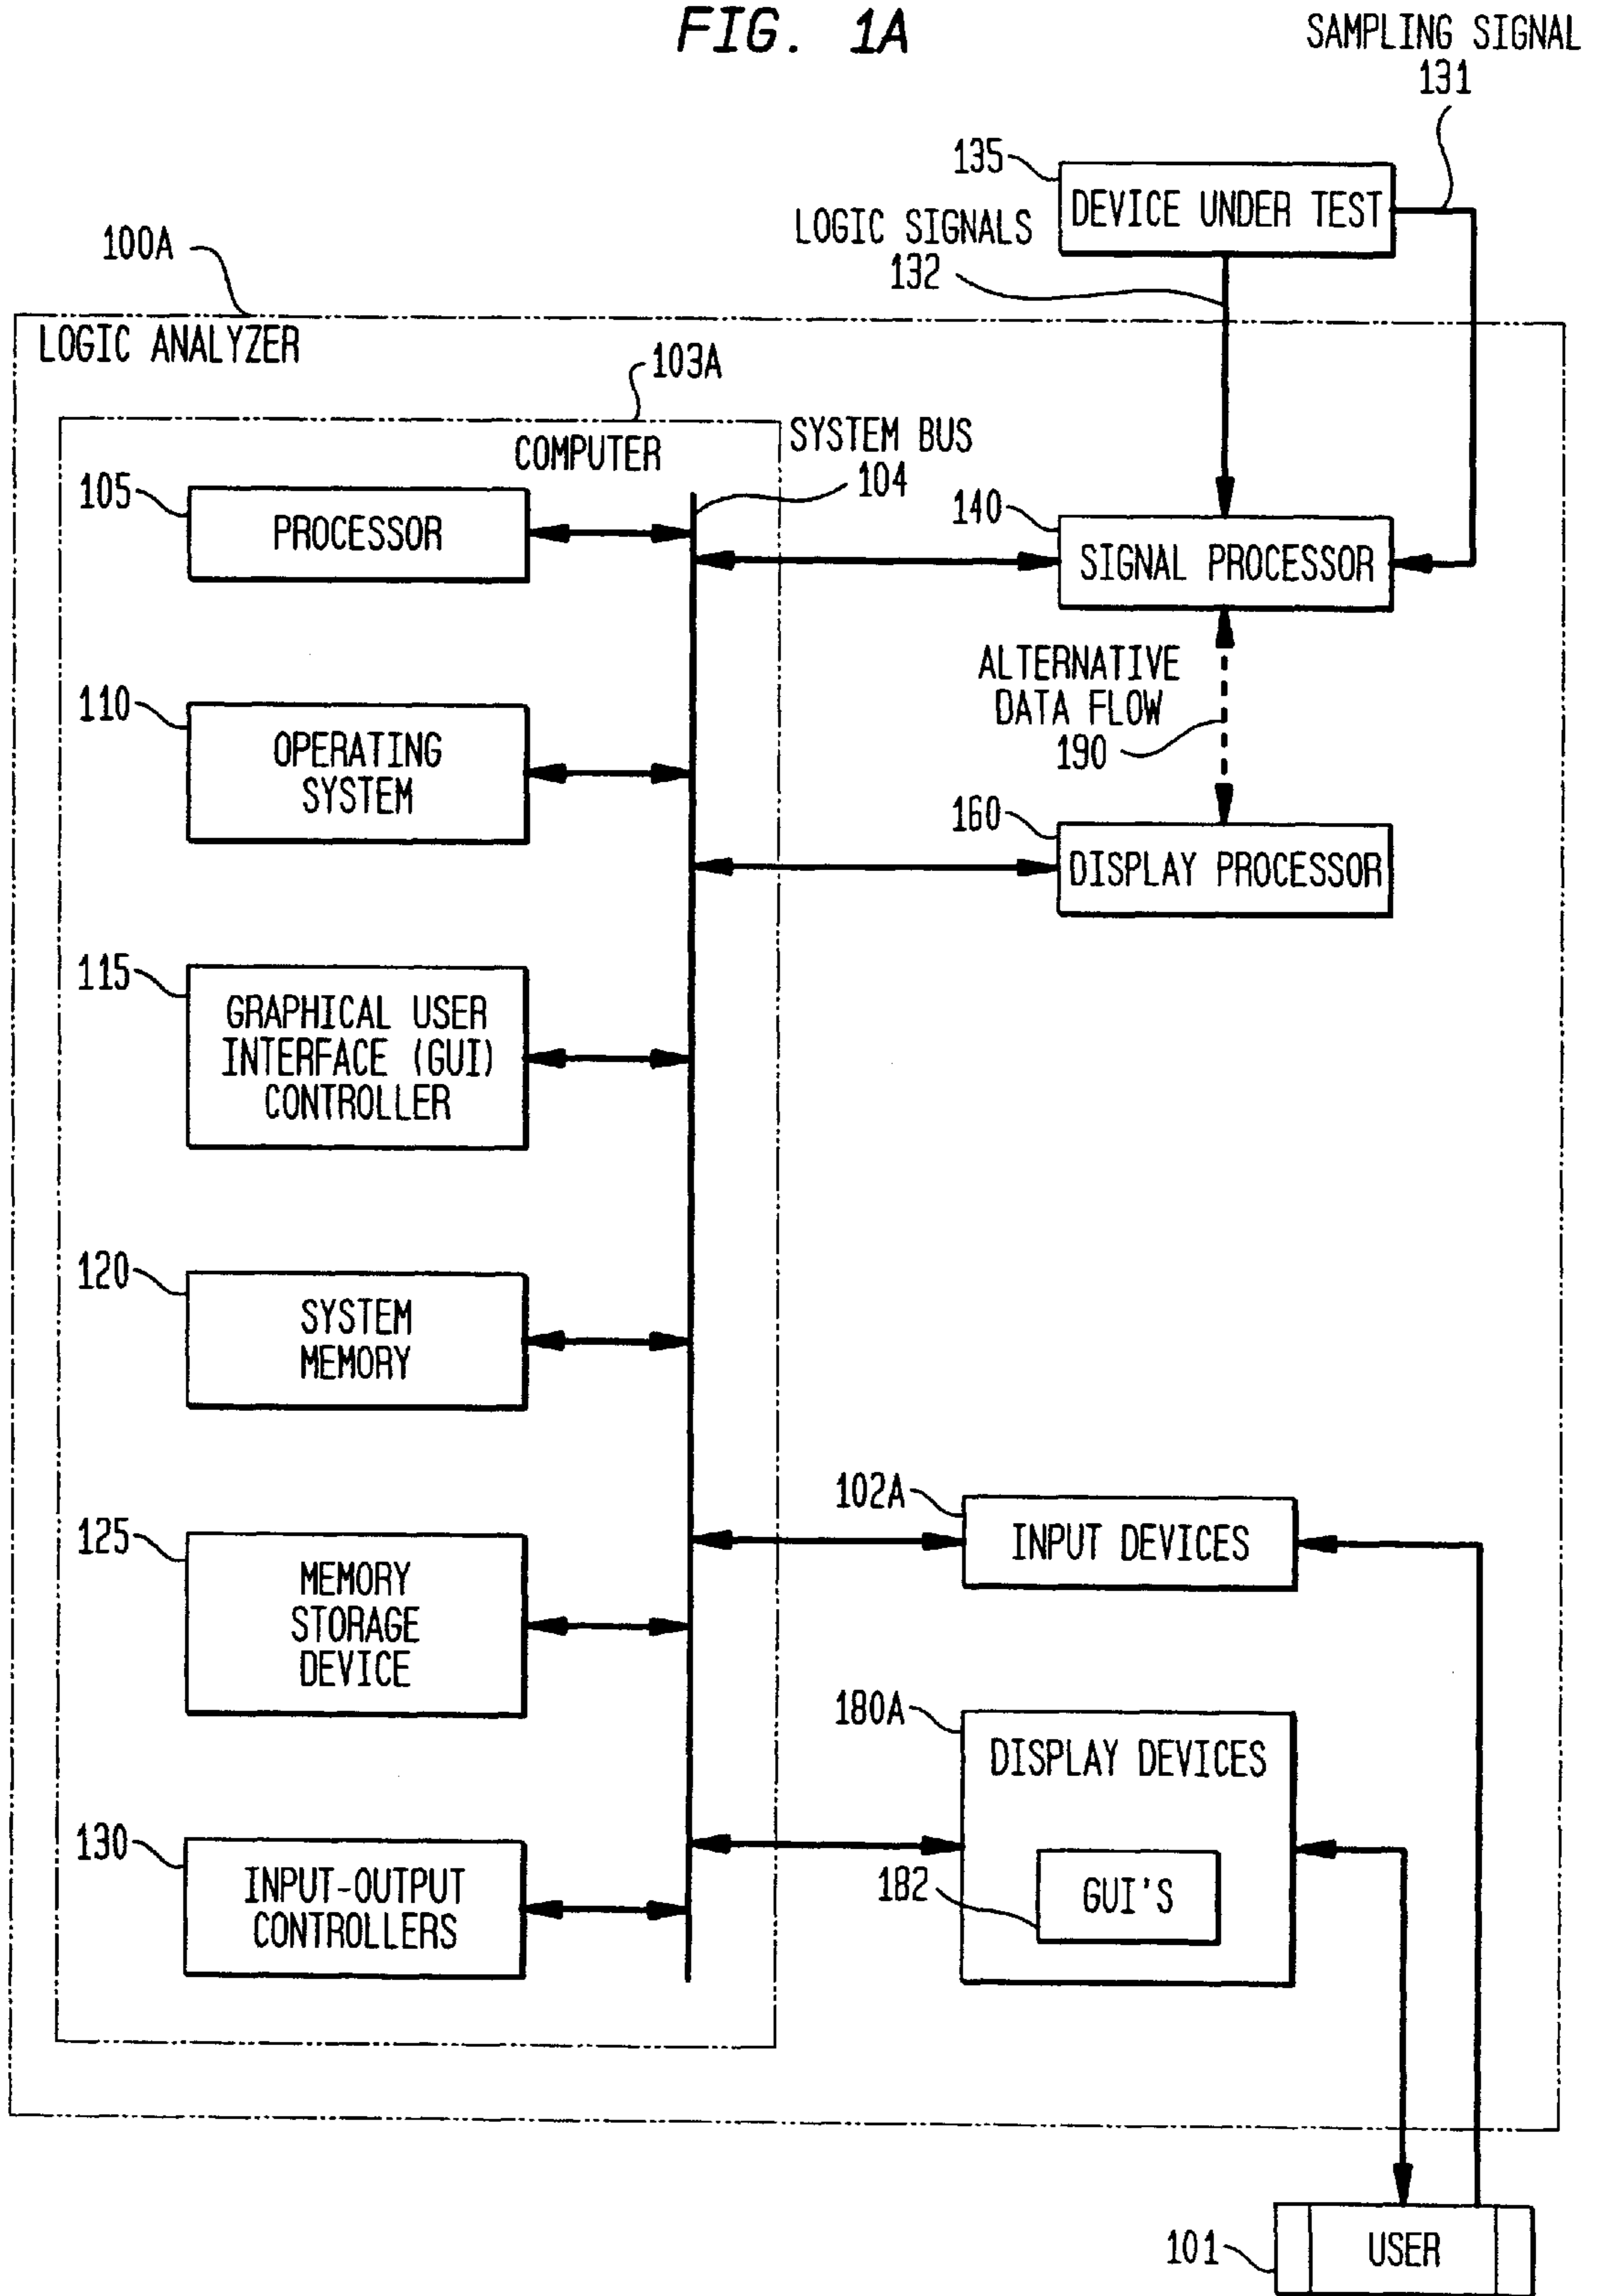 FIG. 1A
SAMPLING SIGNAL
131
135
DEVICE UNDER TEST
LOGIC SIGNALS
132
100A
LOGIC ANALYZER
103A
COMPUTER
SYSTEM BUS
104
105
PROCESSOR
140
SIGNAL PROCESSOR
ALTERNATIVE
DATA FLOW
190
110
OPERATING
SYSTEM
160
DISPLAY PROCESSOR
115
GRAPHICAL USER
INTERFACE (GUI)
CONTROLLER
120
SYSTEM
MEMORY
102A
INPUT DEVICES
125
MEMORY
STORAGE
DEVICE
180A
DISPLAY DEVICES
182
GUI'S
130
INPUT-OUTPUT
CONTROLLERS
101
USER